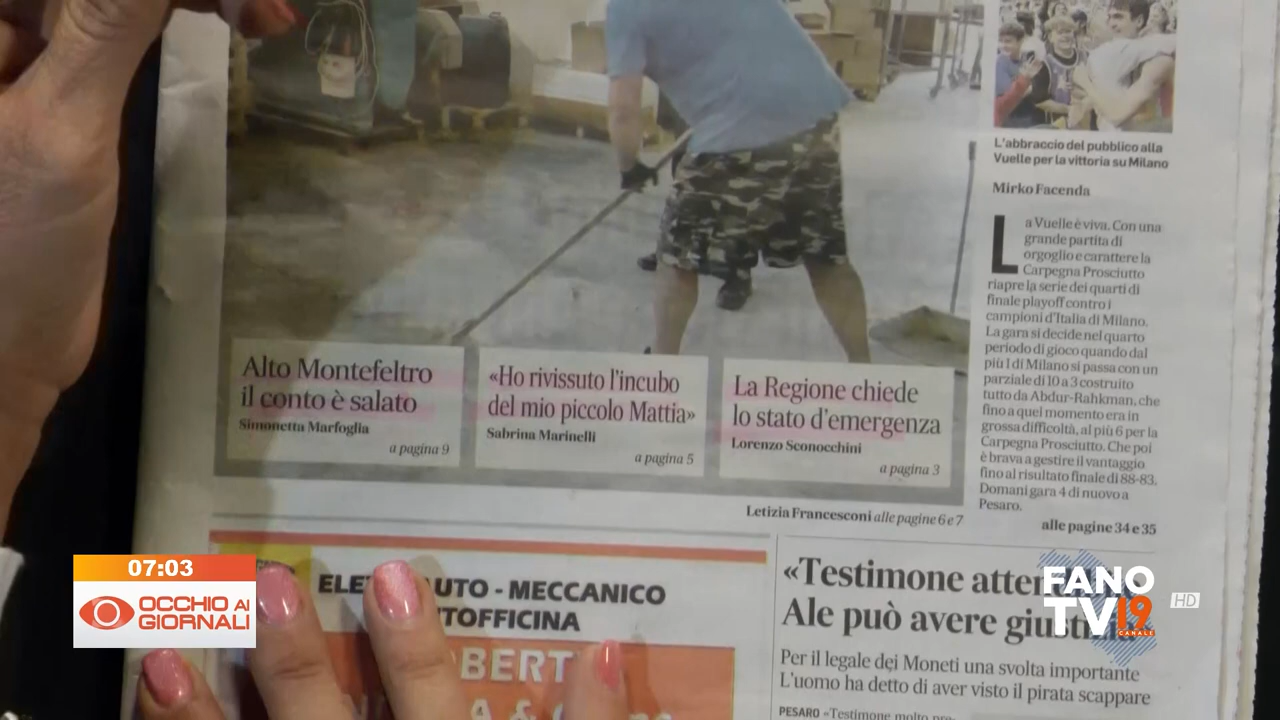 L'abbraccio del pubblico alla
Vuelle per la vittoria su Milano
Mirko Facenda
La Vuelle è viva. Con una
grande partita di
orgoglio e carattere la
Carpegna Prosciutto
riapre la serie dei quarti di
finale playoff contro i
campioni d'Italia di Milano.
La gara si decide nel quarto
periodo di gioco quando dal
più 1 di Milano si passa con un
parziale di 10 a 3 costruito
tutto da Abdur-Rahkman, che
fino a quel momento era in
grossa difficoltà, al più 6 per la
Carpegna Prosciutto. Che poi
è brava a gestire il vantaggio
fino al risultato finale di 88-83.
Domani gara 4 di nuovo a
Pesaro.
alle pagine 34 e 35
Alto Montefeltro
il conto è salato
Simonetta Marfoglia
a pagina 9
«Ho rivissuto l'incubo
del mio piccolo Mattia»
Sabrina Marinelli
a pagina 5
La Regione chiede
lo stato d'emergenza
Lorenzo Sconocchini
a pagina 3
Letizia Francesconi alle pagine 6 e 7
AUTO - MECCANICO
«Testimone
Ale può avere
Per il legale dei Moneti una svolta importante
L'uomo ha detto di aver visto il pirata scappare
PESARO «Testimone molto
07:03
OCCHIO AI
GIORNALI
FANO
TV 19
CANALE
HD